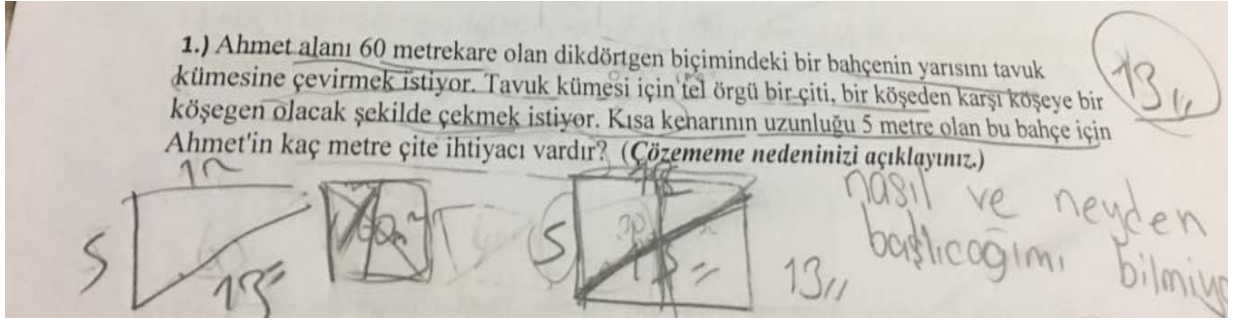 1.) Ahmet alanı 60 metrekare olan dikdörtgen biçimindeki bir bahçenin yarısını tavuk
kümesine çevirmek istiyor. Tavuk kümesi için tel örgü bir çiti, bir köşeden karşı köşeye bir
köşegen olacak şekilde çekmek istiyor. Kısa kenarının uzunluğu 5 metre olan bu bahçe için
Ahmet'in kaç metre çite ihtiyacı vardır? (Çözememe nedeninizi açıklayınız.)
13
5
13
5
13
nasıl ve neyden
başlıcoğımı